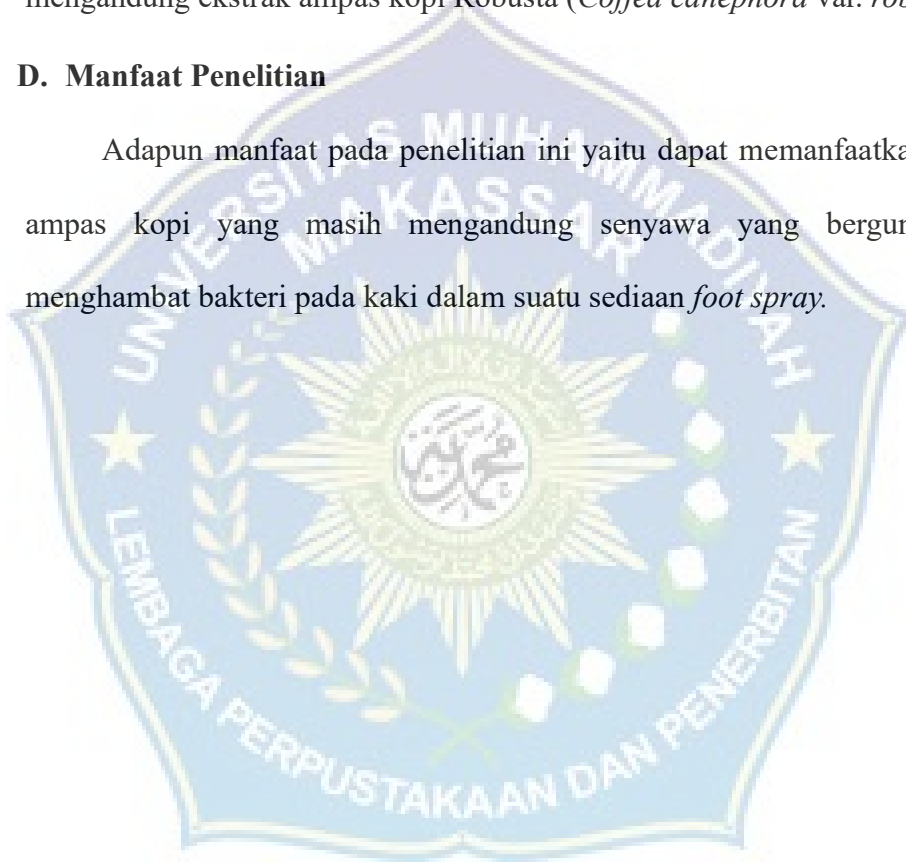 mengandung ekstrak ampas kopi Robusta (Coffea canephora var. rob
D. Manfaat Penelitian
Adapun manfaat pada penelitian ini yaitu dapat memanfaatka
ampas kopi yang masih mengandung senyawa yang bergun
menghambat bakteri pada kaki dalam suatu sediaan foot spray.
UNIVERSITAS MUHAMMADIYAH
MAKASSAR
LEMBAGA PERPUSTAKAAN DAN PENERBITAN